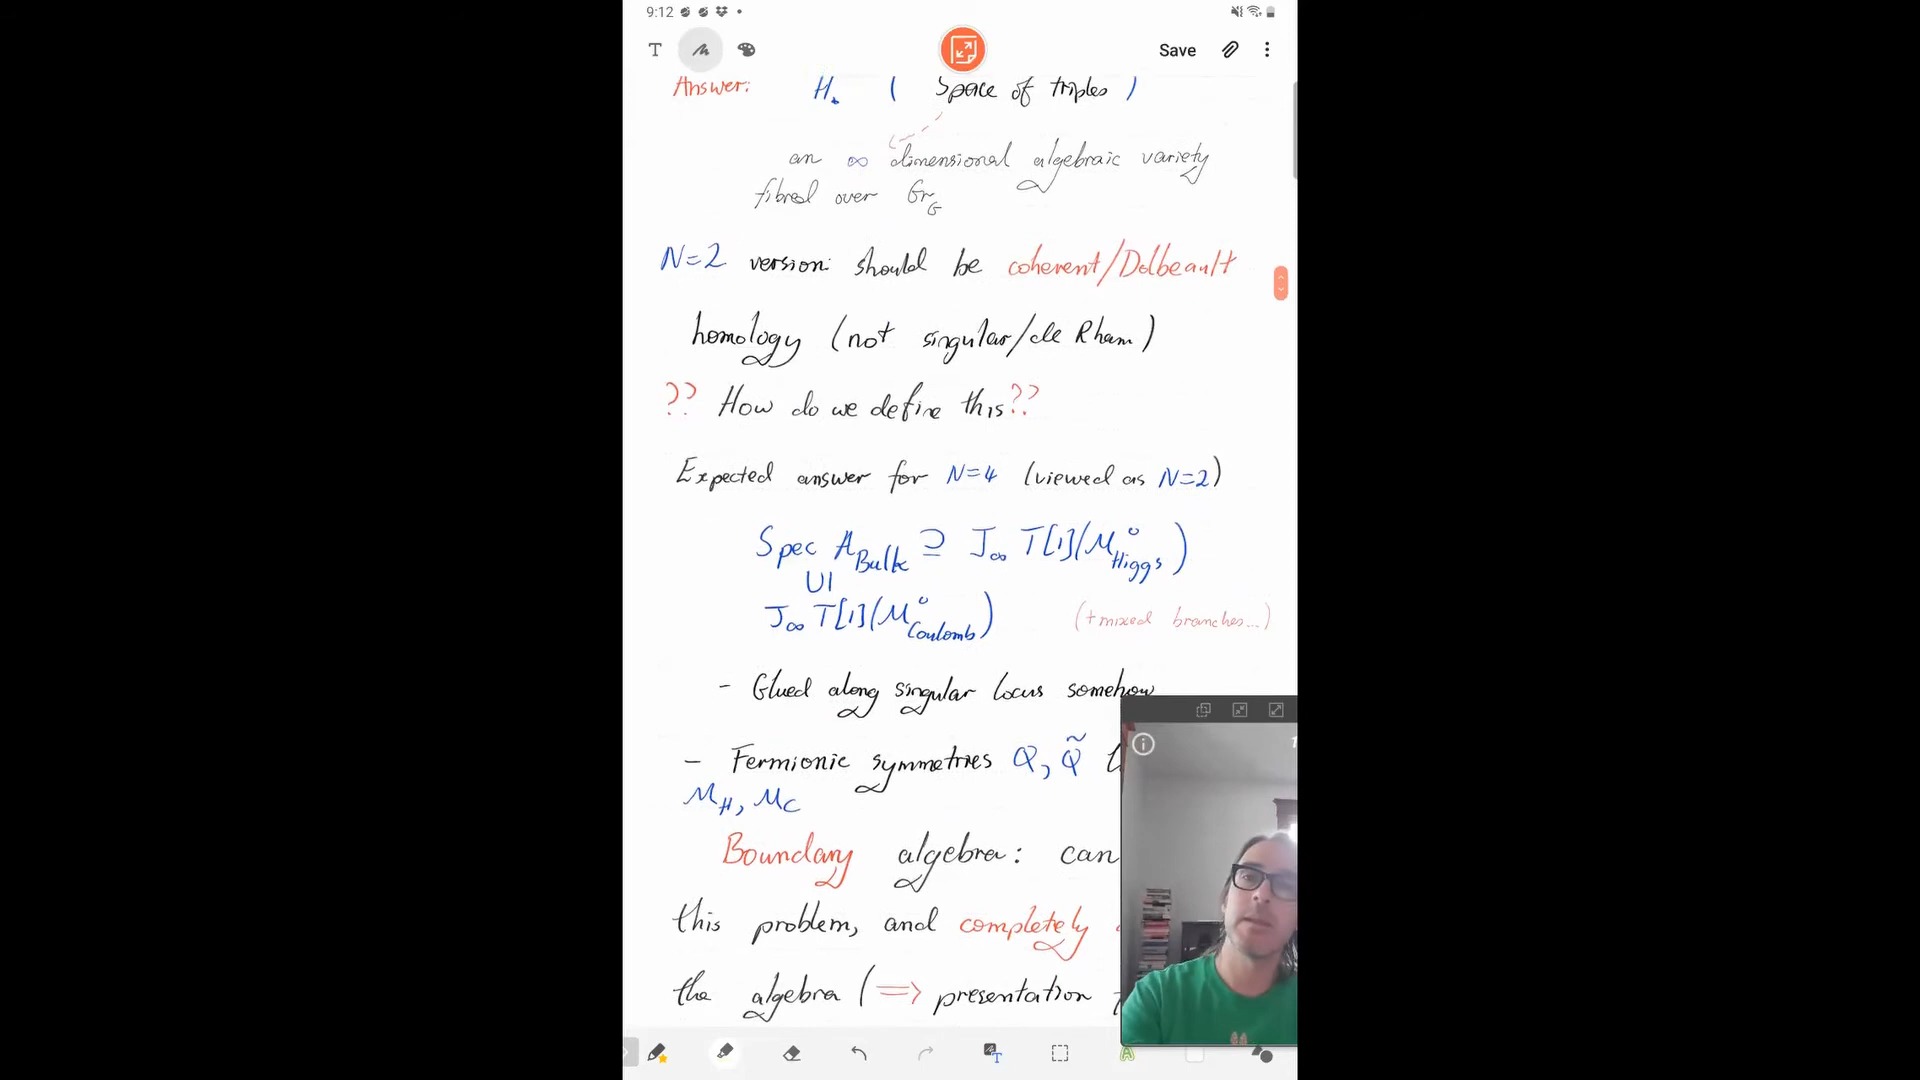 9:12
T Save
Answer: H. ( Space of triples )
an ∞ dimensional algebraic variety
fibred over Gr_G
N=2 version should be coherent/Dolbeault
homology (not singular/de Rham)
?? How do we define this??
Expected answer for N=4 (viewed as N=2)
Spec A_Bulk ⊇ J_∞ T[1](M°_Higgs)
UI
J_∞ T[1](M°_Coulomb) (+mixed branches...)
- Glued along singular locus somehow
- Fermionic symmetries Q, Q̃
M_H, M_C
Boundary algebra: can
this problem, and completely
the algebra (⇒ presentation